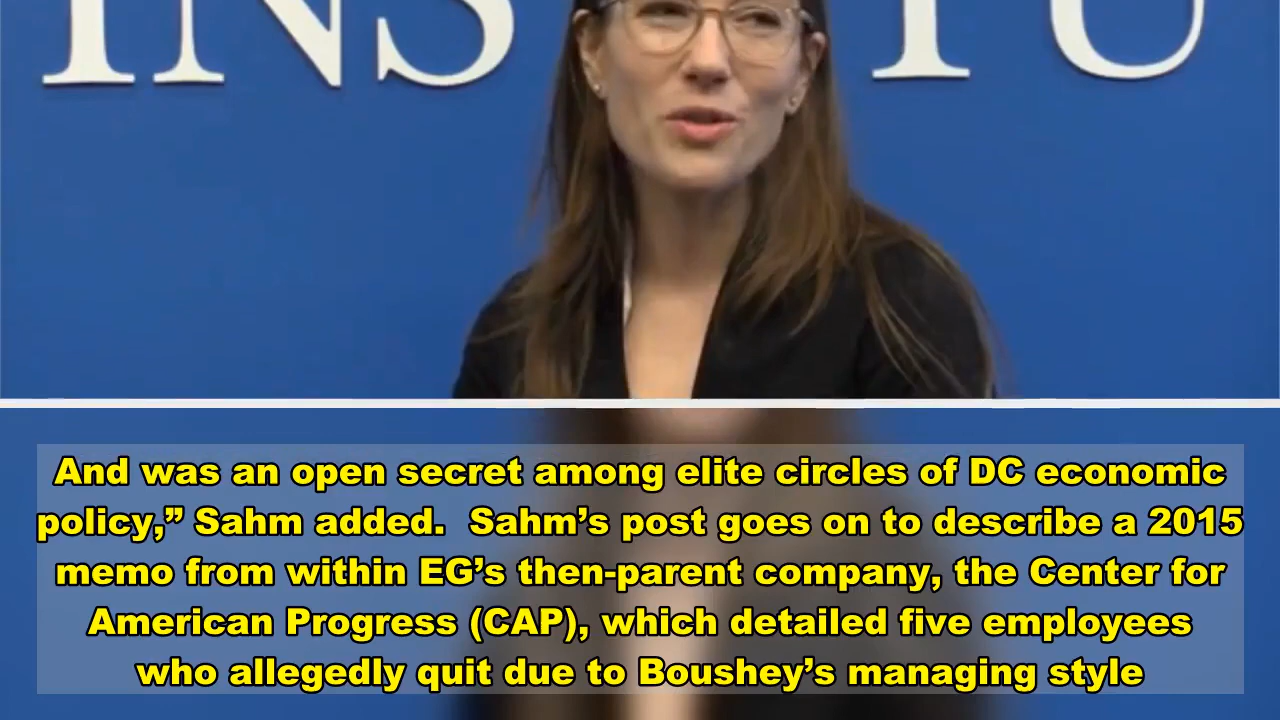 INS TU
And was an open secret among elite circles of DC economic
policy,” Sahm added.  Sahm’s post goes on to describe a 2015
memo from within EG’s then-parent company, the Center for
American Progress (CAP), which detailed five employees
who allegedly quit due to Boushey’s managing style